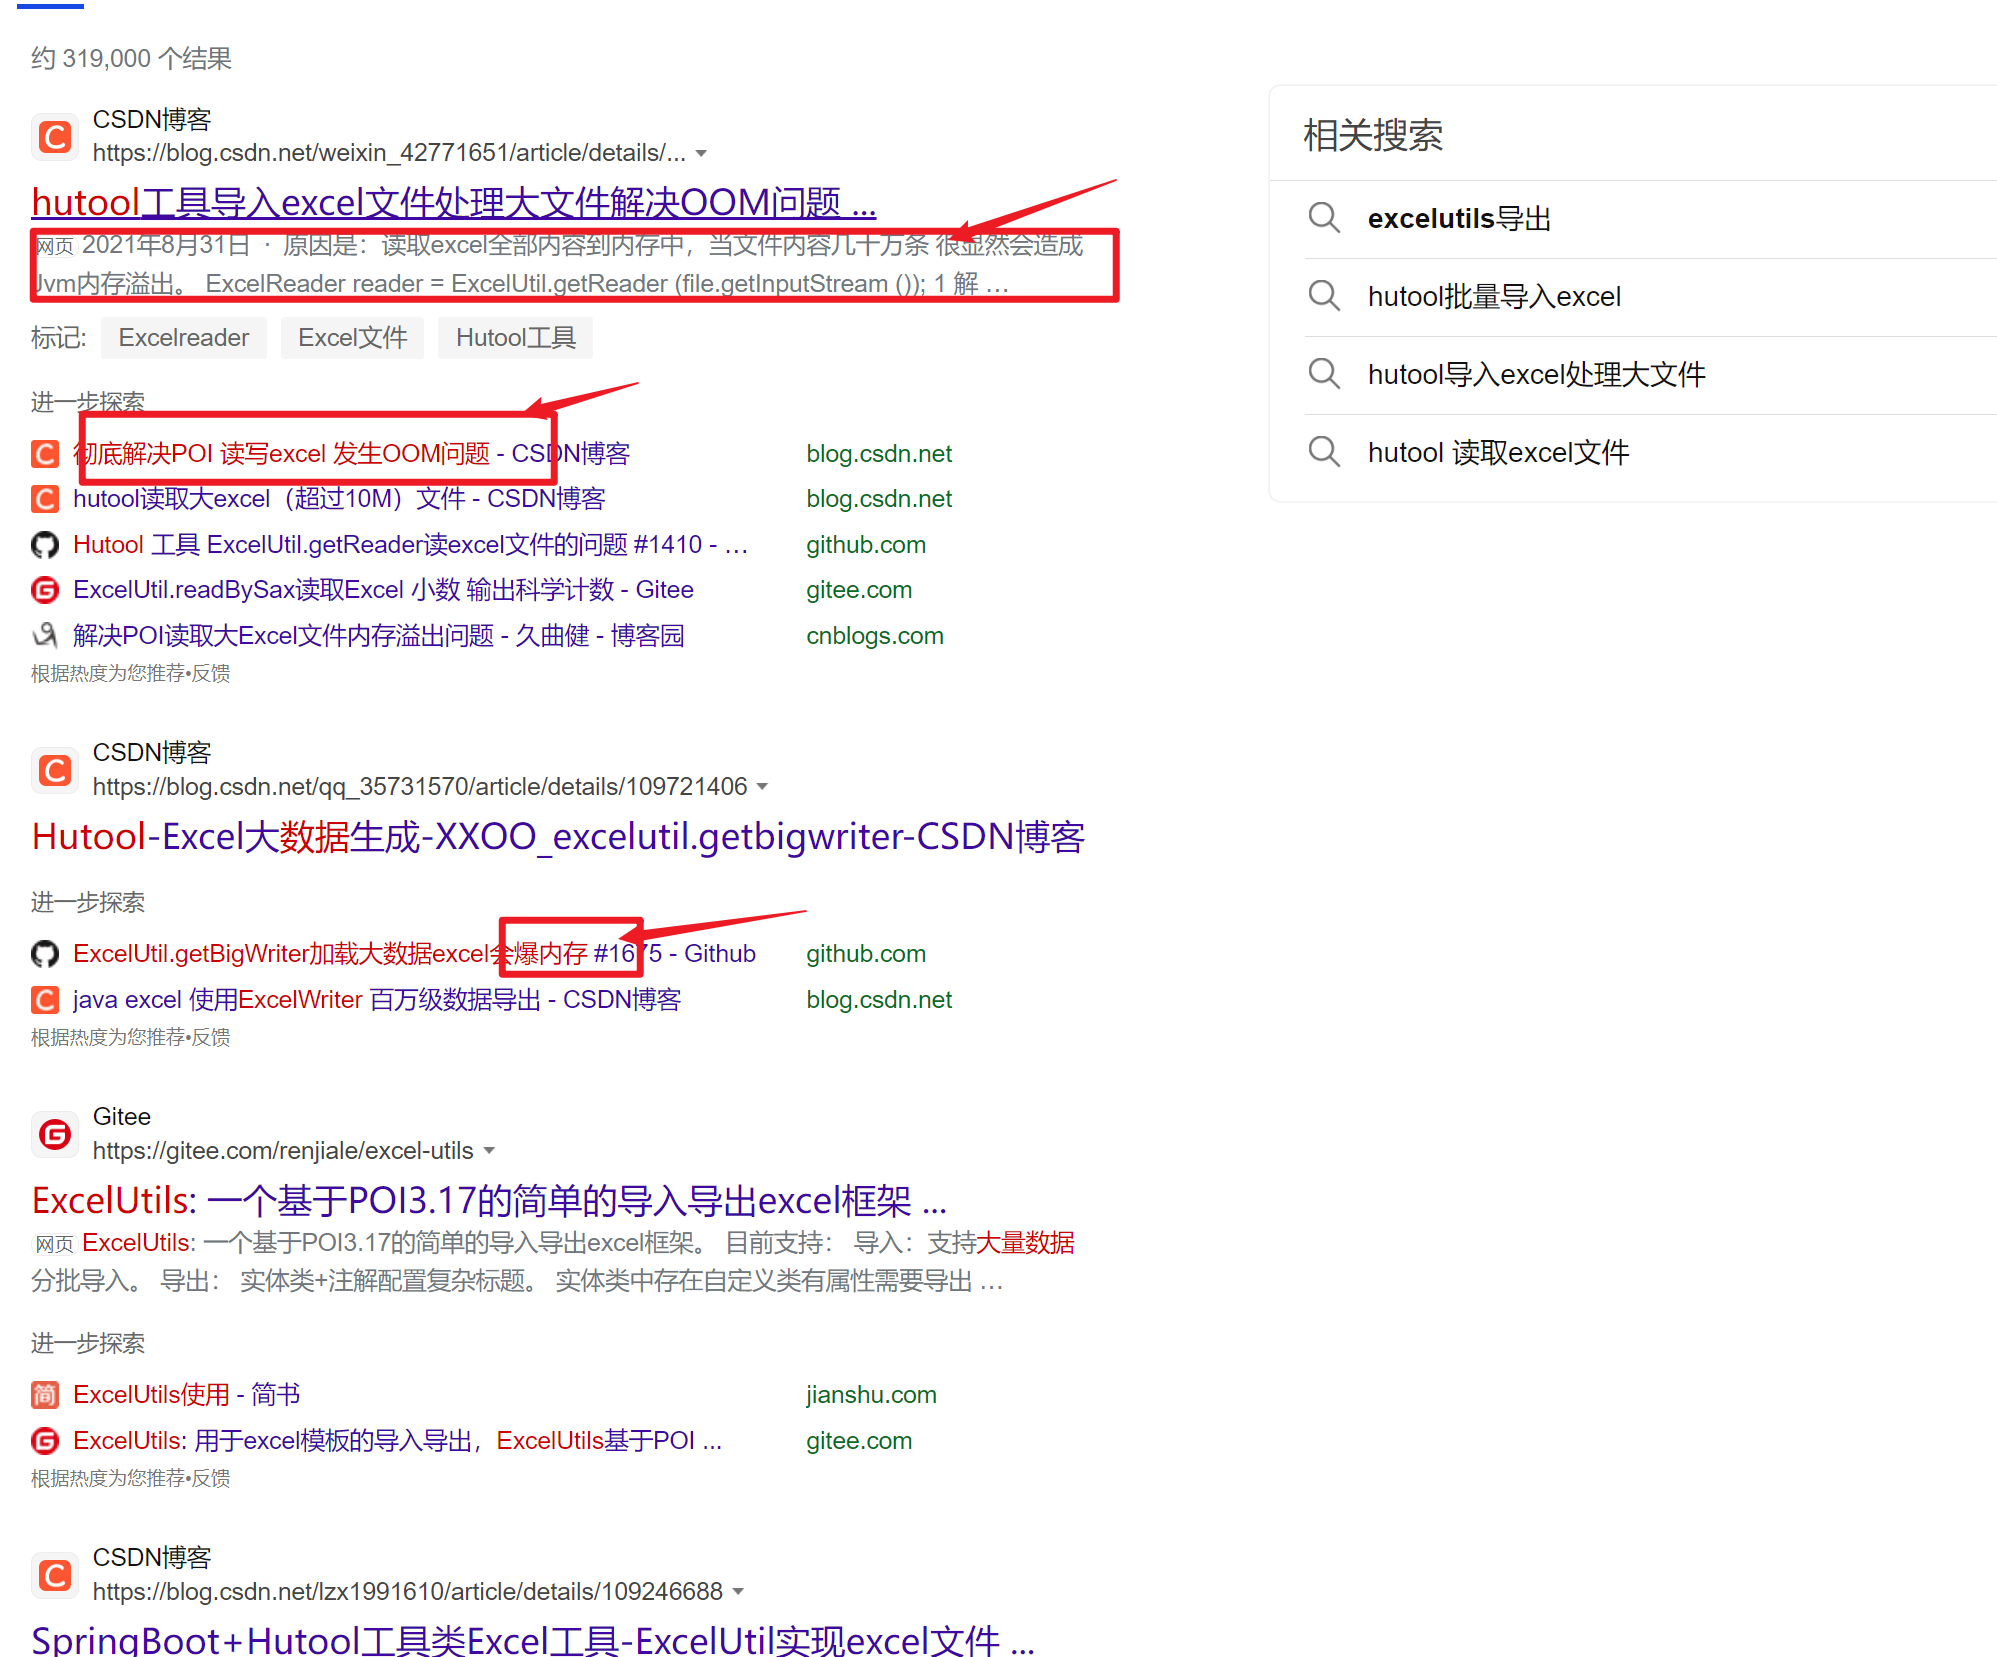 约 319,000 个结果
CSDN博客
https://blog.csdn.net/weixin_42771651/article/details/...
hutool工具导入excel文件处理大文件解决OOM问题 ...
网页 2021年8月31日 · 原因是：读取excel全部内容到内存中，当文件内容几十万条 很显然会造成
Jvm内存溢出。 ExcelReader reader = ExcelUtil.getReader (file.getInputStream ()); 1 解 …
标记: Excelreader Excel文件 Hutool工具
进一步探索
彻底解决POI 读写excel 发生OOM问题 - CSDN博客 blog.csdn.net
hutool读取大excel（超过10M）文件 - CSDN博客 blog.csdn.net
Hutool 工具 ExcelUtil.getReader读excel文件的问题 #1410 - … github.com
ExcelUtil.readBySax读取Excel 小数 输出科学计数 - Gitee gitee.com
解决POI读取大Excel文件内存溢出问题 - 久曲健 - 博客园 cnblogs.com
根据热度为您推荐•反馈
CSDN博客
https://blog.csdn.net/qq_35731570/article/details/109721406
Hutool-Excel大数据生成-XXOO_excelutil.getbigwriter-CSDN博客
进一步探索
ExcelUtil.getBigWriter加载大数据excel会爆内存 #1675 - Github github.com
java excel 使用ExcelWriter 百万级数据导出 - CSDN博客 blog.csdn.net
根据热度为您推荐•反馈
Gitee
https://gitee.com/renjiale/excel-utils
ExcelUtils: 一个基于POI3.17的简单的导入导出excel框架 ...
网页 ExcelUtils: 一个基于POI3.17的简单的导入导出excel框架。 目前支持： 导入：支持大量数据
分批导入。 导出： 实体类+注解配置复杂标题。 实体类中存在自定义类有属性需要导出 …
进一步探索
ExcelUtils使用 - 简书 jianshu.com
ExcelUtils: 用于excel模板的导入导出，ExcelUtils基于POI ... gitee.com
根据热度为您推荐•反馈
CSDN博客
https://blog.csdn.net/lzx1991610/article/details/109246688
SpringBoot+Hutool工具类Excel工具-ExcelUtil实现excel文件 ...
相关搜索
excelutils导出
hutool批量导入excel
hutool导入excel处理大文件
hutool 读取excel文件